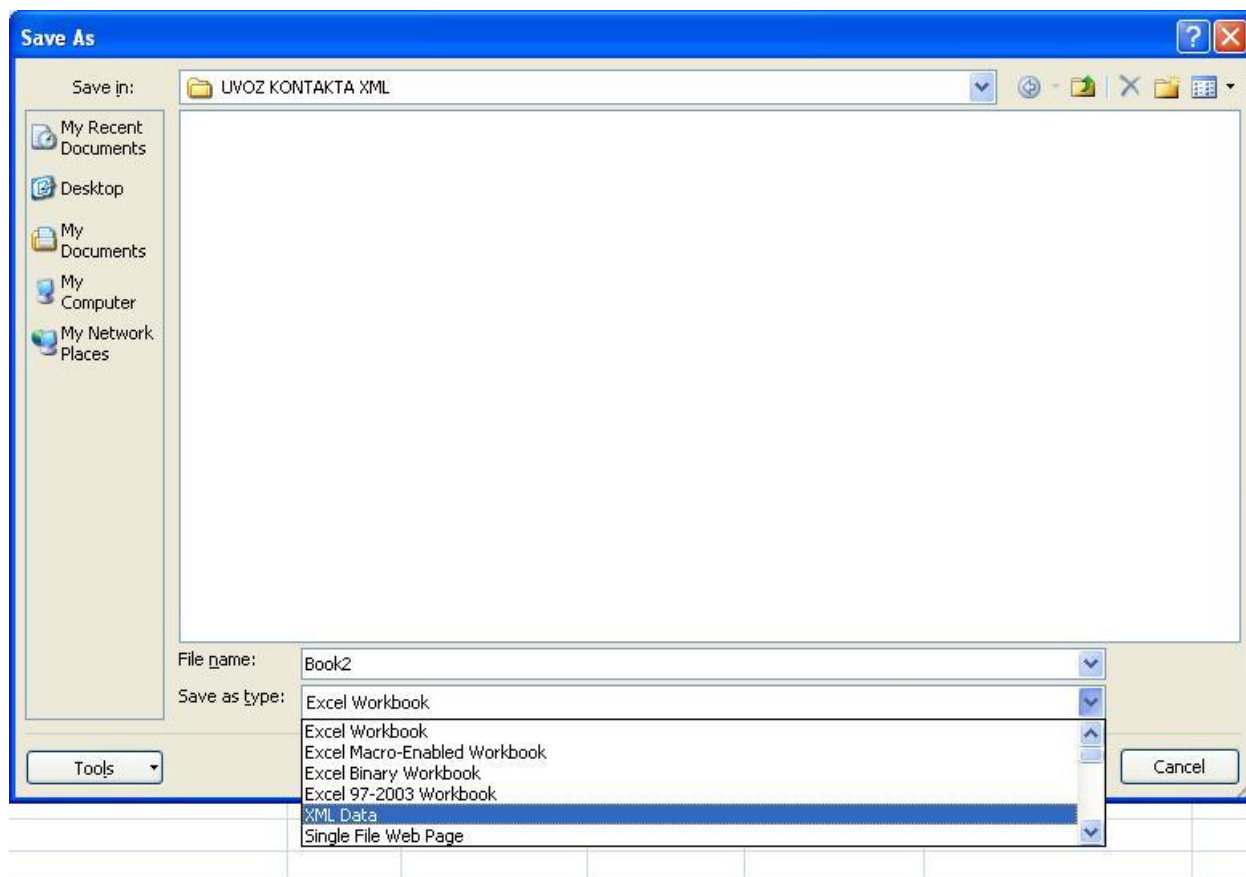 Save As
Save in:
UVOZ KONTAKTA XML
My Recent
Documents
Desktop
My
Documents
My
Computer
My Network
Places
File name:
Book2
Save as type:
Excel Workbook
Excel Workbook
Excel Macro-Enabled Workbook
Excel Binary Workbook
Excel 97-2003 Workbook
XML Data
Single File Web Page
Tools
Cancel